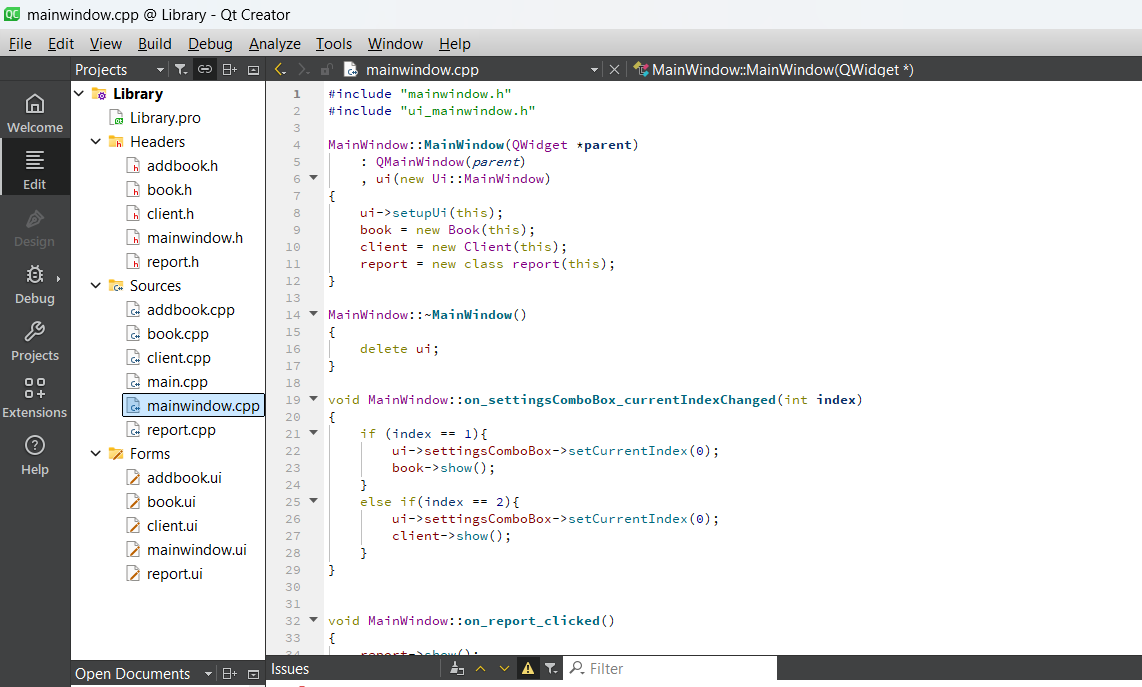 QC mainwindow.cpp @ Library - Qt Creator
File Edit View Build Debug Analyze Tools Window Help
Projects
mainwindow.cpp
MainWindow::MainWindow(QWidget *)
Welcome
Edit
Design
Debug
Projects
Extensions
Help
Library
Library.pro
Headers
addbook.h
book.h
client.h
mainwindow.h
report.h
Sources
addbook.cpp
book.cpp
client.cpp
main.cpp
mainwindow.cpp
report.cpp
Forms
addbook.ui
book.ui
client.ui
mainwindow.ui
report.ui
Open Documents
1 #include "mainwindow.h"
2 #include "ui_mainwindow.h"
3
4 MainWindow::MainWindow(QWidget *parent)
5     : QMainWindow(parent)
6     , ui(new Ui::MainWindow)
7 {
8     ui->setupUi(this);
9     book = new Book(this);
10     client = new Client(this);
11     report = new class report(this);
12 }
13
14 MainWindow::~MainWindow()
15 {
16     delete ui;
17 }
18
19 void MainWindow::on_settingsComboBox_currentIndexChanged(int index)
20 {
21     if (index == 1){
22         ui->settingsComboBox->setCurrentIndex(0);
23         book->show();
24     }
25     else if(index == 2){
26         ui->settingsComboBox->setCurrentIndex(0);
27         client->show();
28     }
29 }
30
31
32 void MainWindow::on_report_clicked()
33 {
34     report->show();
Issues
Filter